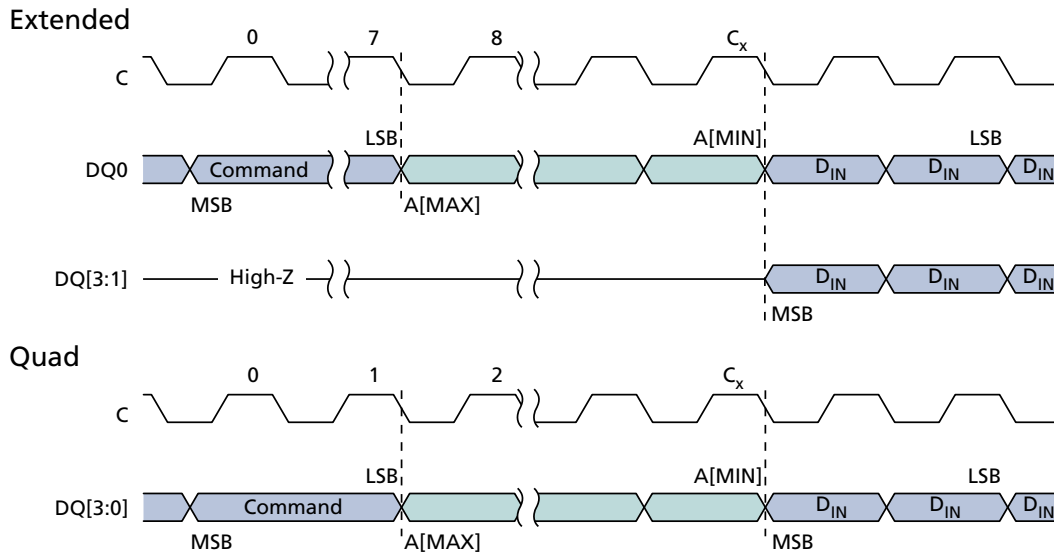 Extended
0 7 8 Cx
C
LSB A[MIN] LSB
DQ0 Command DIN DIN DIN
MSB A[MAX]
DQ[3:1] High-Z DIN DIN DIN
MSB
Quad
0 1 2 Cx
C
LSB A[MIN] LSB
DQ[3:0] Command DIN DIN DIN
MSB A[MAX] MSB